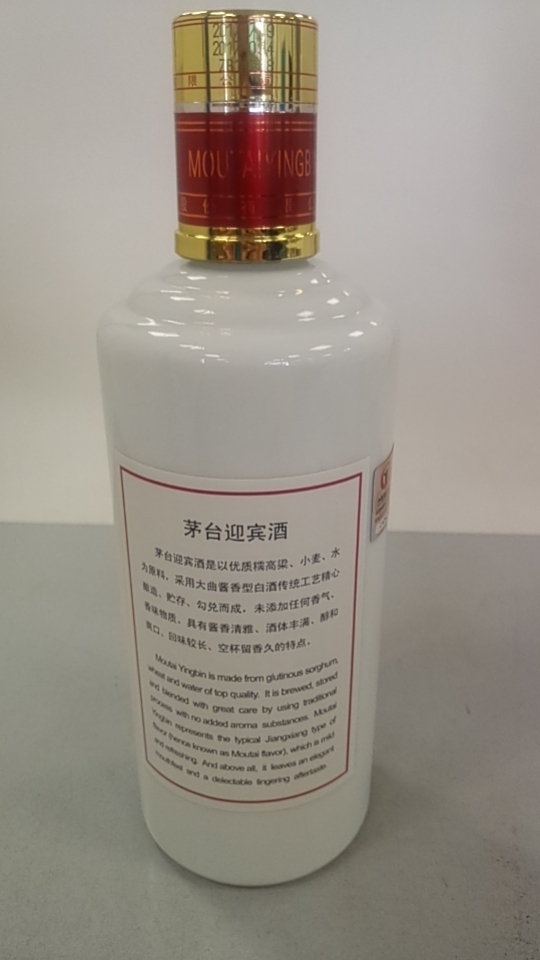 限 公
MOUTAIYINGB
茅台迎宾酒
茅台迎宾酒是以优质糯高粱、小麦、水
为原料，采用大曲酱香型白酒传统工艺精心
酿造、贮存、勾兑而成，未添加任何香气、
香味物质，具有酱香清雅、酒体丰满、醇和
爽口、回味较长、空杯留香久的特点。
Moutai Yingbin is made from glutinous sorghum,
wheat and water of top quality. It is brewed, stored
and blended with great care by using traditional
process with no added aroma substances. Moutai
Yingbin represents the typical Jiangxiang type of
flavor (hence known as Moutai flavor), which is mild
and refreshing. And above all, it leaves an elegant
mouthfeel and a delectable lingering aftertaste.